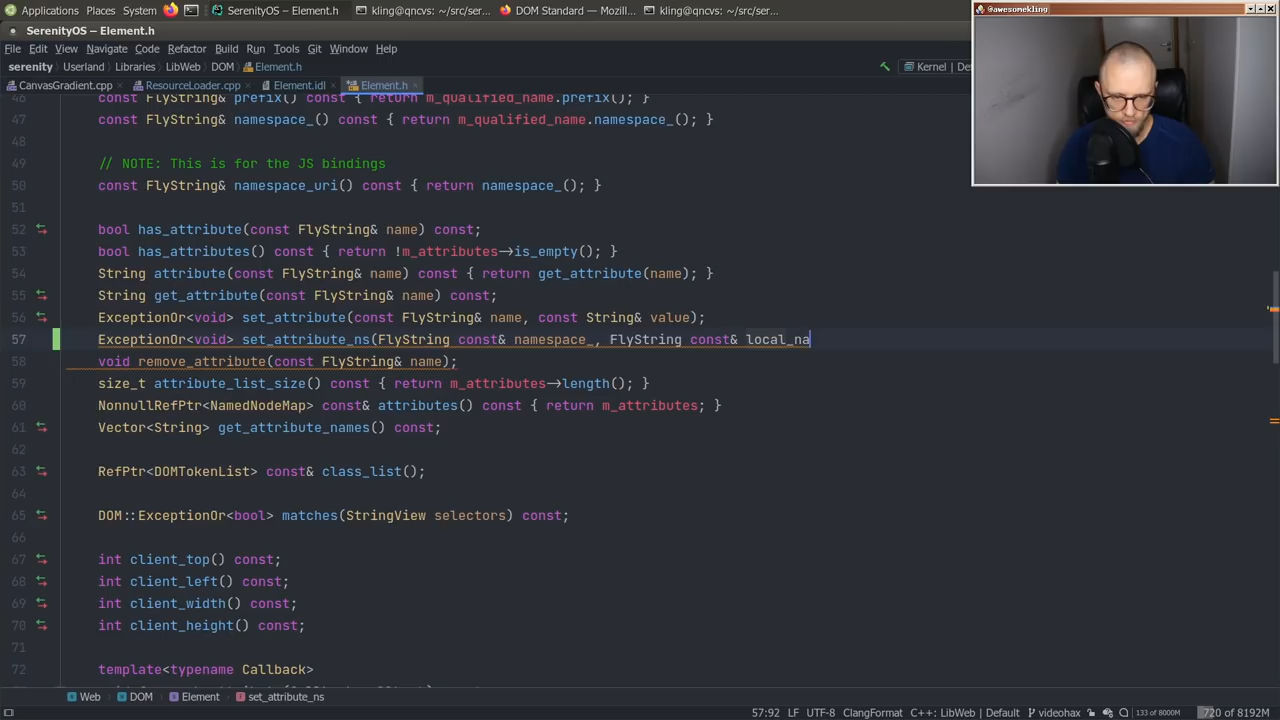 Applications Places System SerenityOS – Element.h kling@qncvs: ~/src/ser... DOM Standard — Mozill... kling@qncvs: ~/src/ser...
SerenityOS – Element.h
@awesomekling
File Edit View Navigate Code Refactor Build Run Tools Git Window Help
serenity Userland Libraries LibWeb DOM Element.h Kernel | De
CanvasGradient.cpp ResourceLoader.cpp Element.idl Element.h
46 const FlyString& prefix() const { return m_qualified_name.prefix(); }
47 const FlyString& namespace_() const { return m_qualified_name.namespace_(); }
48
49 // NOTE: This is for the JS bindings
50 const FlyString& namespace_uri() const { return namespace_(); }
51
52 bool has_attribute(const FlyString& name) const;
53 bool has_attributes() const { return !m_attributes->is_empty(); }
54 String attribute(const FlyString& name) const { return get_attribute(name); }
55 String get_attribute(const FlyString& name) const;
56 ExceptionOr<void> set_attribute(const FlyString& name, const String& value);
57 ExceptionOr<void> set_attribute_ns(FlyString const& namespace_, FlyString const& local_na
58 void remove_attribute(const FlyString& name);
59 size_t attribute_list_size() const { return m_attributes->length(); }
60 NonnullRefPtr<NamedNodeMap> const& attributes() const { return m_attributes; }
61 Vector<String> get_attribute_names() const;
62
63 RefPtr<DOMTokenList> const& class_list();
64
65 DOM::ExceptionOr<bool> matches(StringView selectors) const;
66
67 int client_top() const;
68 int client_left() const;
69 int client_width() const;
70 int client_height() const;
71
72 template<typename Callback>
Web DOM Element set_attribute_ns
57:92 LF UTF-8 ClangFormat C++: LibWeb | Default videohax 133 of 8000M 720 of 8192M